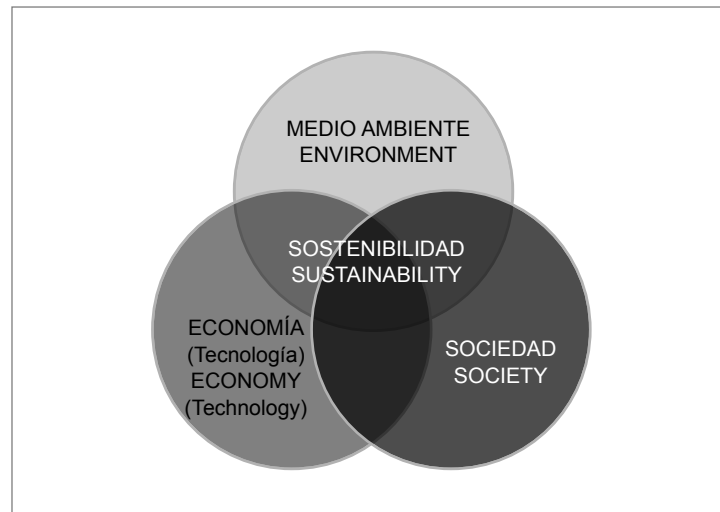 MEDIO AMBIENTE
ENVIRONMENT
SOSTENIBILIDAD
SUSTAINABILITY
ECONOMÍA
(Tecnología)
ECONOMY
(Technology)
SOCIEDAD
SOCIETY